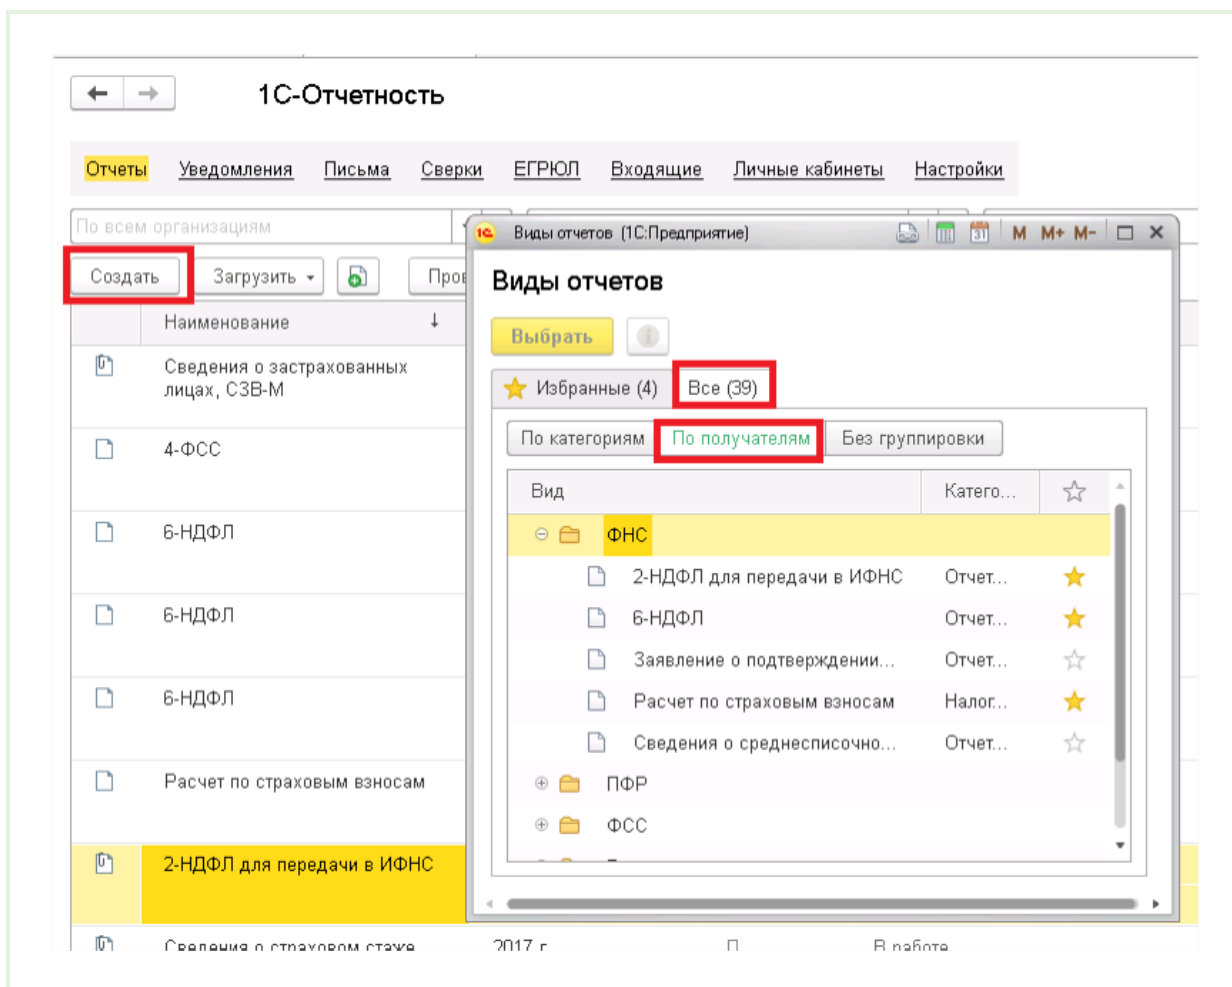 1С-Отчетность
Отчеты Уведомления Письма Сверки ЕГРЮЛ Входящие Личные кабинеты Настройки
По всем организациям
Создать Загрузить
Наименование
Сведения о застрахованных
лицах, СЗВ-М
4-ФСС
6-НДФЛ
6-НДФЛ
6-НДФЛ
Расчет по страховым взносам
2-НДФЛ для передачи в ИФНС
Сведения о страховом стаже 2017 г. П В работе
Виды отчетов (1С:Предприятие) 31 M M+ M-
Виды отчетов
Выбрать
Избранные (4) Все (39)
По категориям По получателям Без группировки
Вид Катего...
ФНС
2-НДФЛ для передачи в ИФНС Отчет...
6-НДФЛ Отчет...
Заявление о подтверждении... Отчет...
Расчет по страховым взносам Налог...
Сведения о среднесписочно... Отчет...
ПФР
ФСС